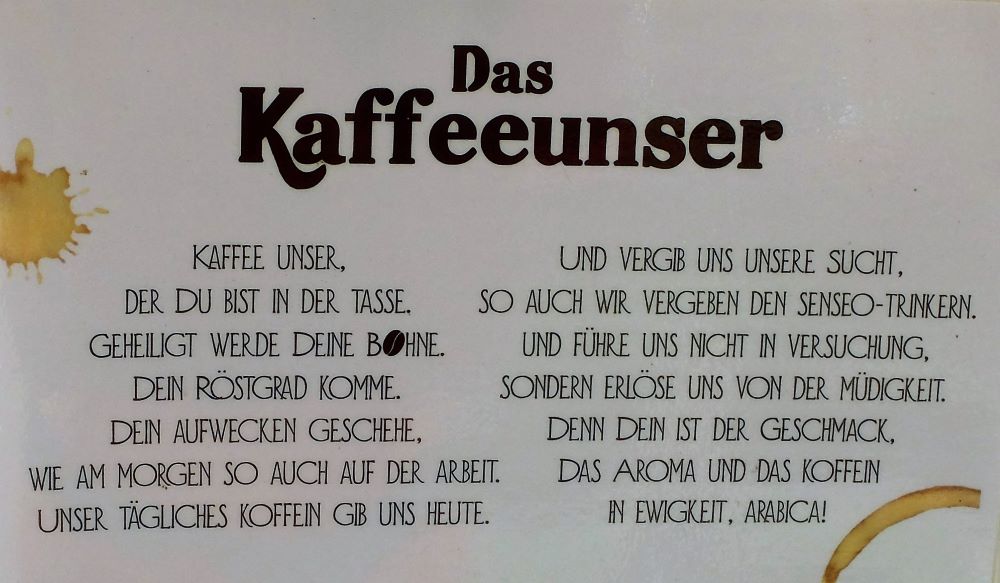 Das
Kaffeeunser
KAFFEE UNSER,
DER DU BIST IN DER TASSE.
GEHEILIGT WERDE DEINE BOHNE.
DEIN RÖSTGRAD KOMME.
DEIN AUFWECKEN GESCHEHE,
WIE AM MORGEN SO AUCH AUF DER ARBEIT.
UNSER TÄGLICHES KOFFEIN GIB UNS HEUTE.
UND VERGIB UNS UNSERE SUCHT,
SO AUCH WIR VERGEBEN DEN SENSEO-TRINKERN.
UND FÜHRE UNS NICHT IN VERSUCHUNG,
SONDERN ERLÖSE UNS VON DER MÜDIGKEIT.
DENN DEIN IST DER GESCHMACK,
DAS AROMA UND DAS KOFFEIN
IN EWIGKEIT, ARABICA!